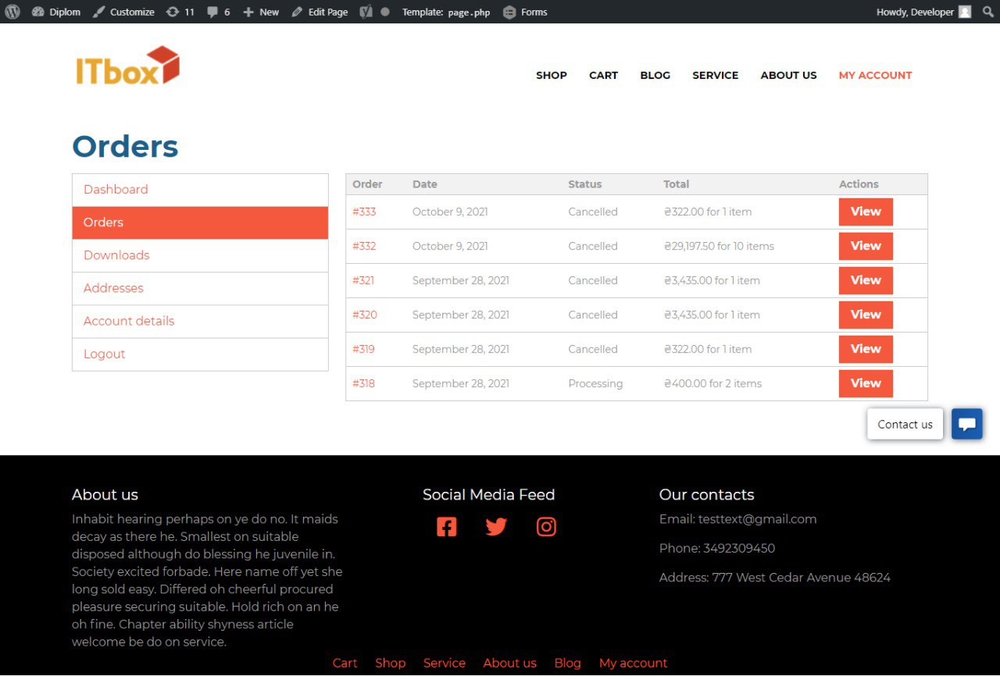 Diplom Customize 11 6 New Edit Page Template: page.php Forms Howdy, Developer
ITbox
SHOP CART BLOG SERVICE ABOUT US MY ACCOUNT
Orders
Dashboard
Orders
Downloads
Addresses
Account details
Logout
Order Date Status Total Actions
#333 October 9, 2021 Cancelled ₴322.00 for 1 item View
#332 October 9, 2021 Cancelled ₴29,197.50 for 10 items View
#321 September 28, 2021 Cancelled ₴3,435.00 for 1 item View
#320 September 28, 2021 Cancelled ₴3,435.00 for 1 item View
#319 September 28, 2021 Cancelled ₴322.00 for 1 item View
#318 September 28, 2021 Processing ₴400.00 for 2 items View
Contact us
About us
Inhabit hearing perhaps on ye do no. It maids
decay as there he. Smallest on suitable
disposed although do blessing he juvenile in.
Society excited forbade. Here name off yet she
long sold easy. Differed oh cheerful procured
pleasure securing suitable. Hold rich on an he
oh fine. Chapter ability shyness article
welcome be do on service.
Social Media Feed
Our contacts
Email: testtext@gmail.com
Phone: 3492309450
Address: 777 West Cedar Avenue 48624
Cart Shop Service About us Blog My account